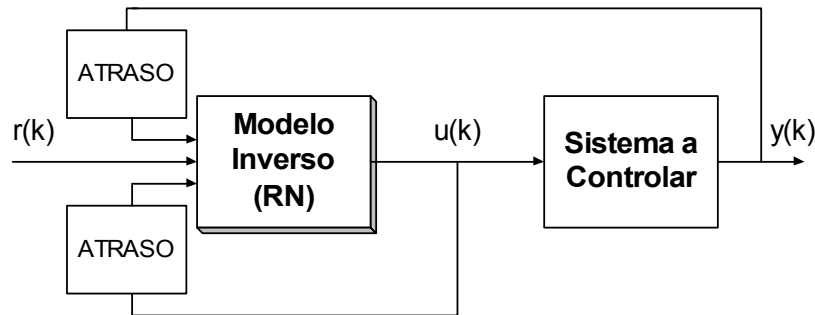 ATRASO
r(k)
Modelo
Inverso
(RN)
u(k)
Sistema a
Controlar
y(k)
ATRASO